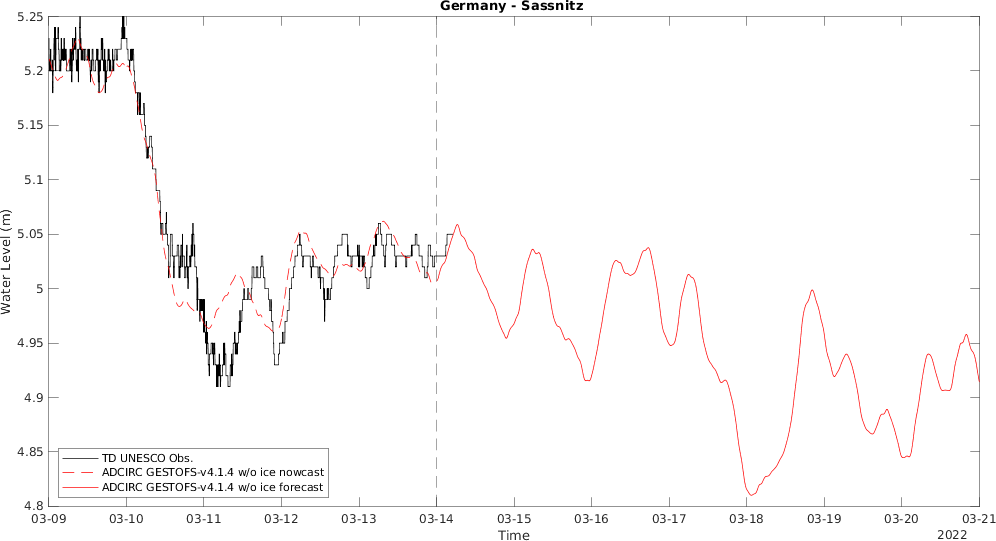 Germany - Sassnitz
5.25
5.2
5.15
5.1
5.05
5
4.95
4.9
4.85
4.8
Water Level (m)
TD UNESCO Obs.
ADCIRC GESTOFS-v4.1.4 w/o ice nowcast
ADCIRC GESTOFS-v4.1.4 w/o ice forecast
03-09 03-10 03-11 03-12 03-13 03-14 03-15 03-16 03-17 03-18 03-19 03-20 03-21
Time
2022